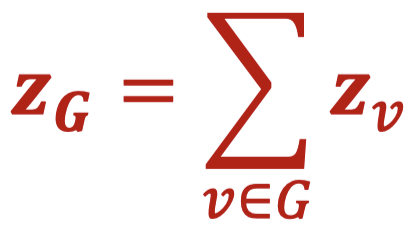 z_G = ∑_{v∈G} z_v